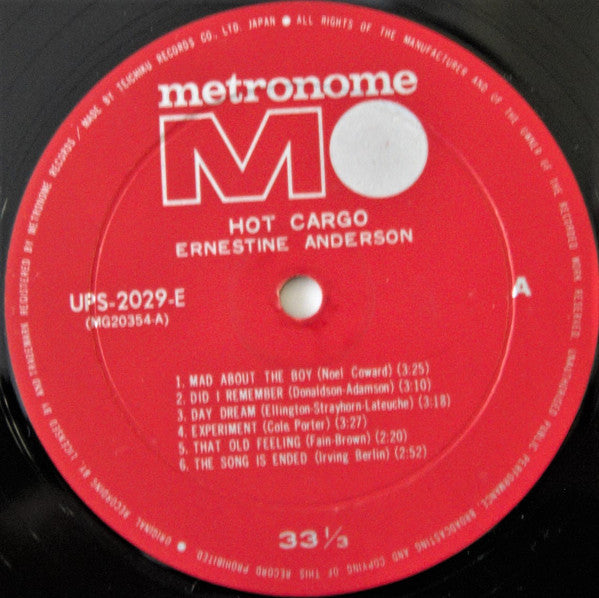 ORIGINAL RECORDING BY METRONOME RECORDS / MADE BY TEICHIKU RECORDS CO., LTD. JAPAN ● ALL RIGHTS OF THE MANUFACTURER AND OF THE OWNER OF THE RECORDED WORK RESERVED.
LICENSED BY AND TRADEMARK REGISTERED BY
UNAUTHORISED PUBLIC PERFORMANCE, BROADCASTING AND COPYING OF THIS RECORD PROHIBITED ●
metronome
MO
HOT CARGO
ERNESTINE ANDERSON
UPS-2029-E
(MG20354-A)
A
1. MAD ABOUT THE BOY (Noel Coward) (3:25)
2. DID I REMEMBER (Donaldson-Adamson) (3:10)
3. DAY DREAM (Ellington-Strayhorn-Lateuche) (3:18)
4. EXPERIMENT (Cole Porter) (3:27)
5. THAT OLD FEELING (Fain-Brown) (2:20)
6. THE SONG IS ENDED (Irving Berlin) (2:52)
33 1/3